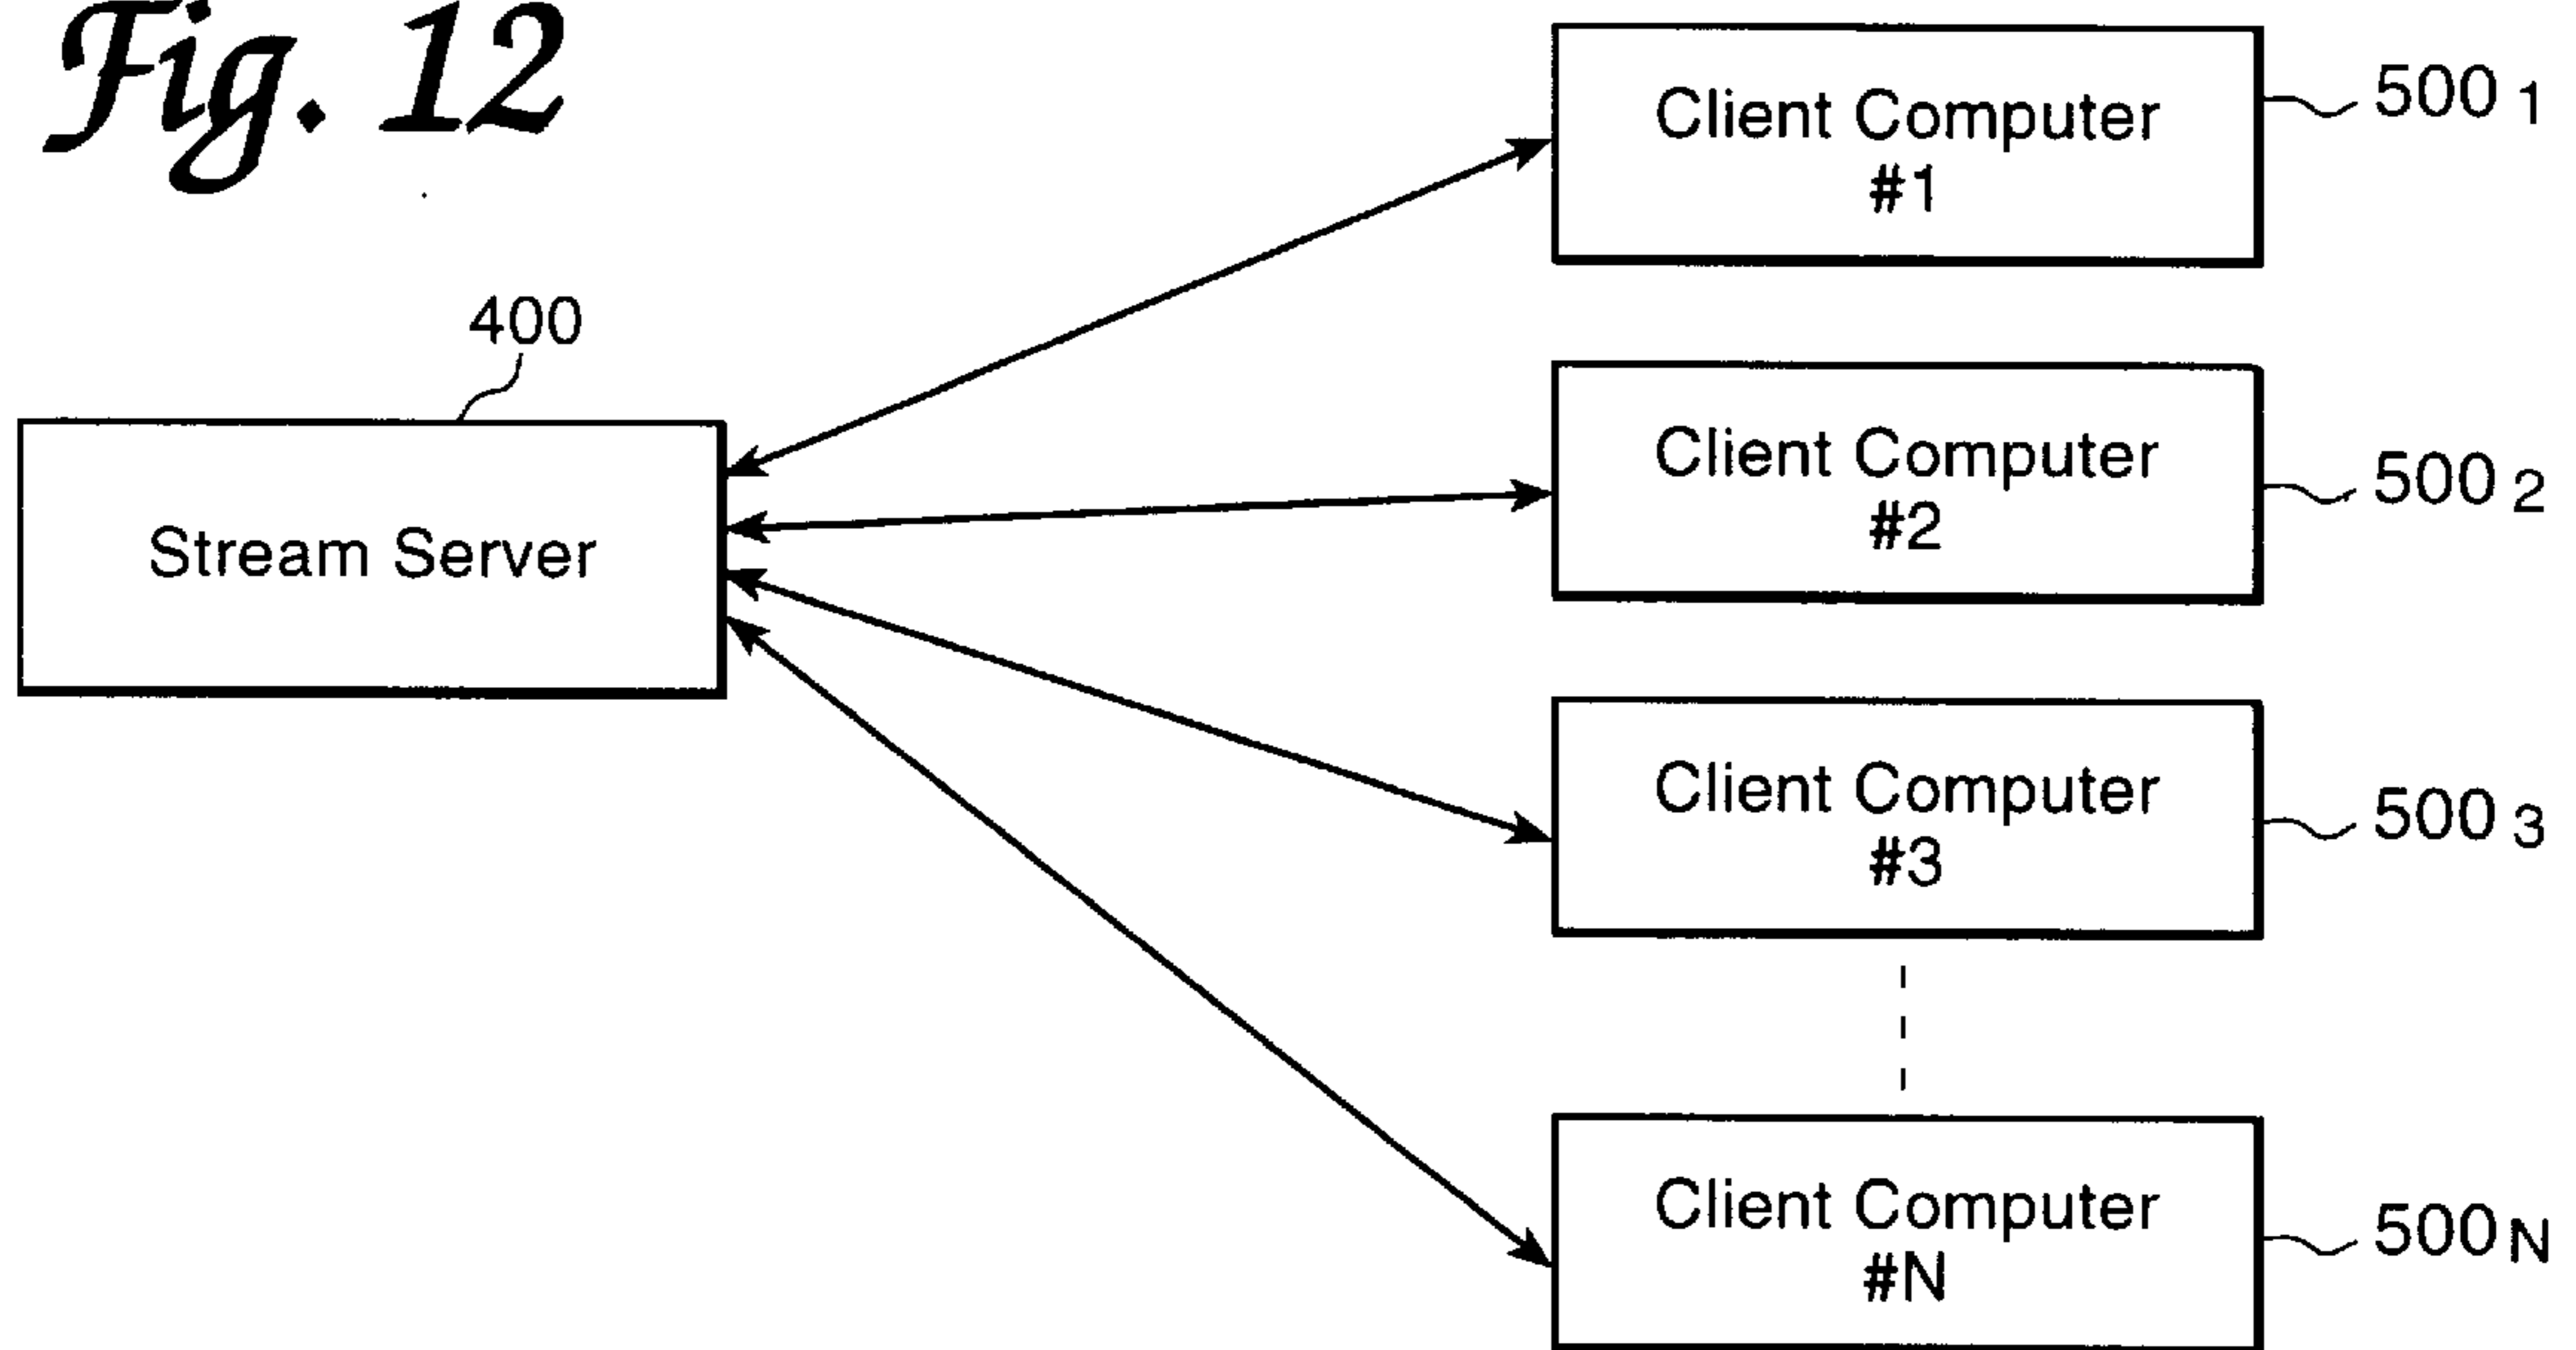 Fig. 12
Client Computer
#1
500 1
400
Client Computer
#2
500 2
Stream Server
Client Computer
#3
500 3
Client Computer
#N
500 N